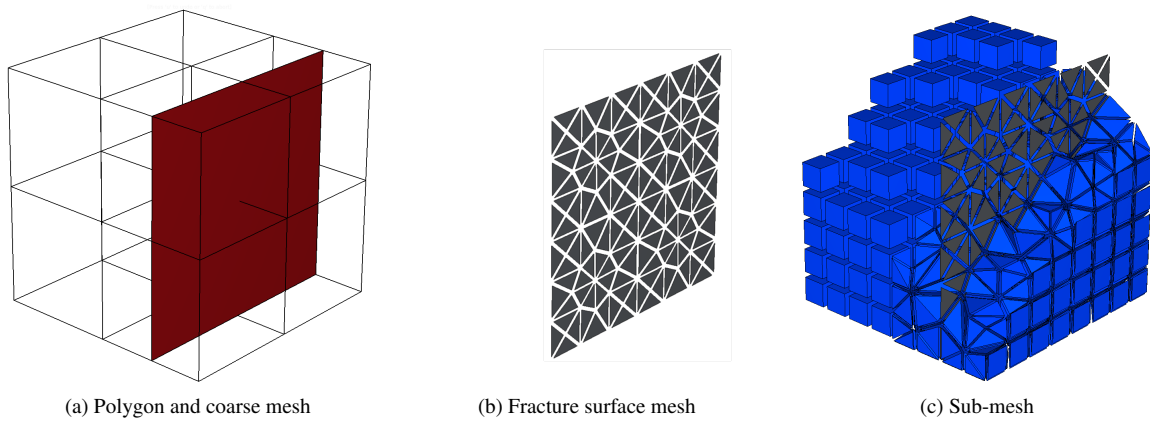 (a) Polygon and coarse mesh
(b) Fracture surface mesh
(c) Sub-mesh